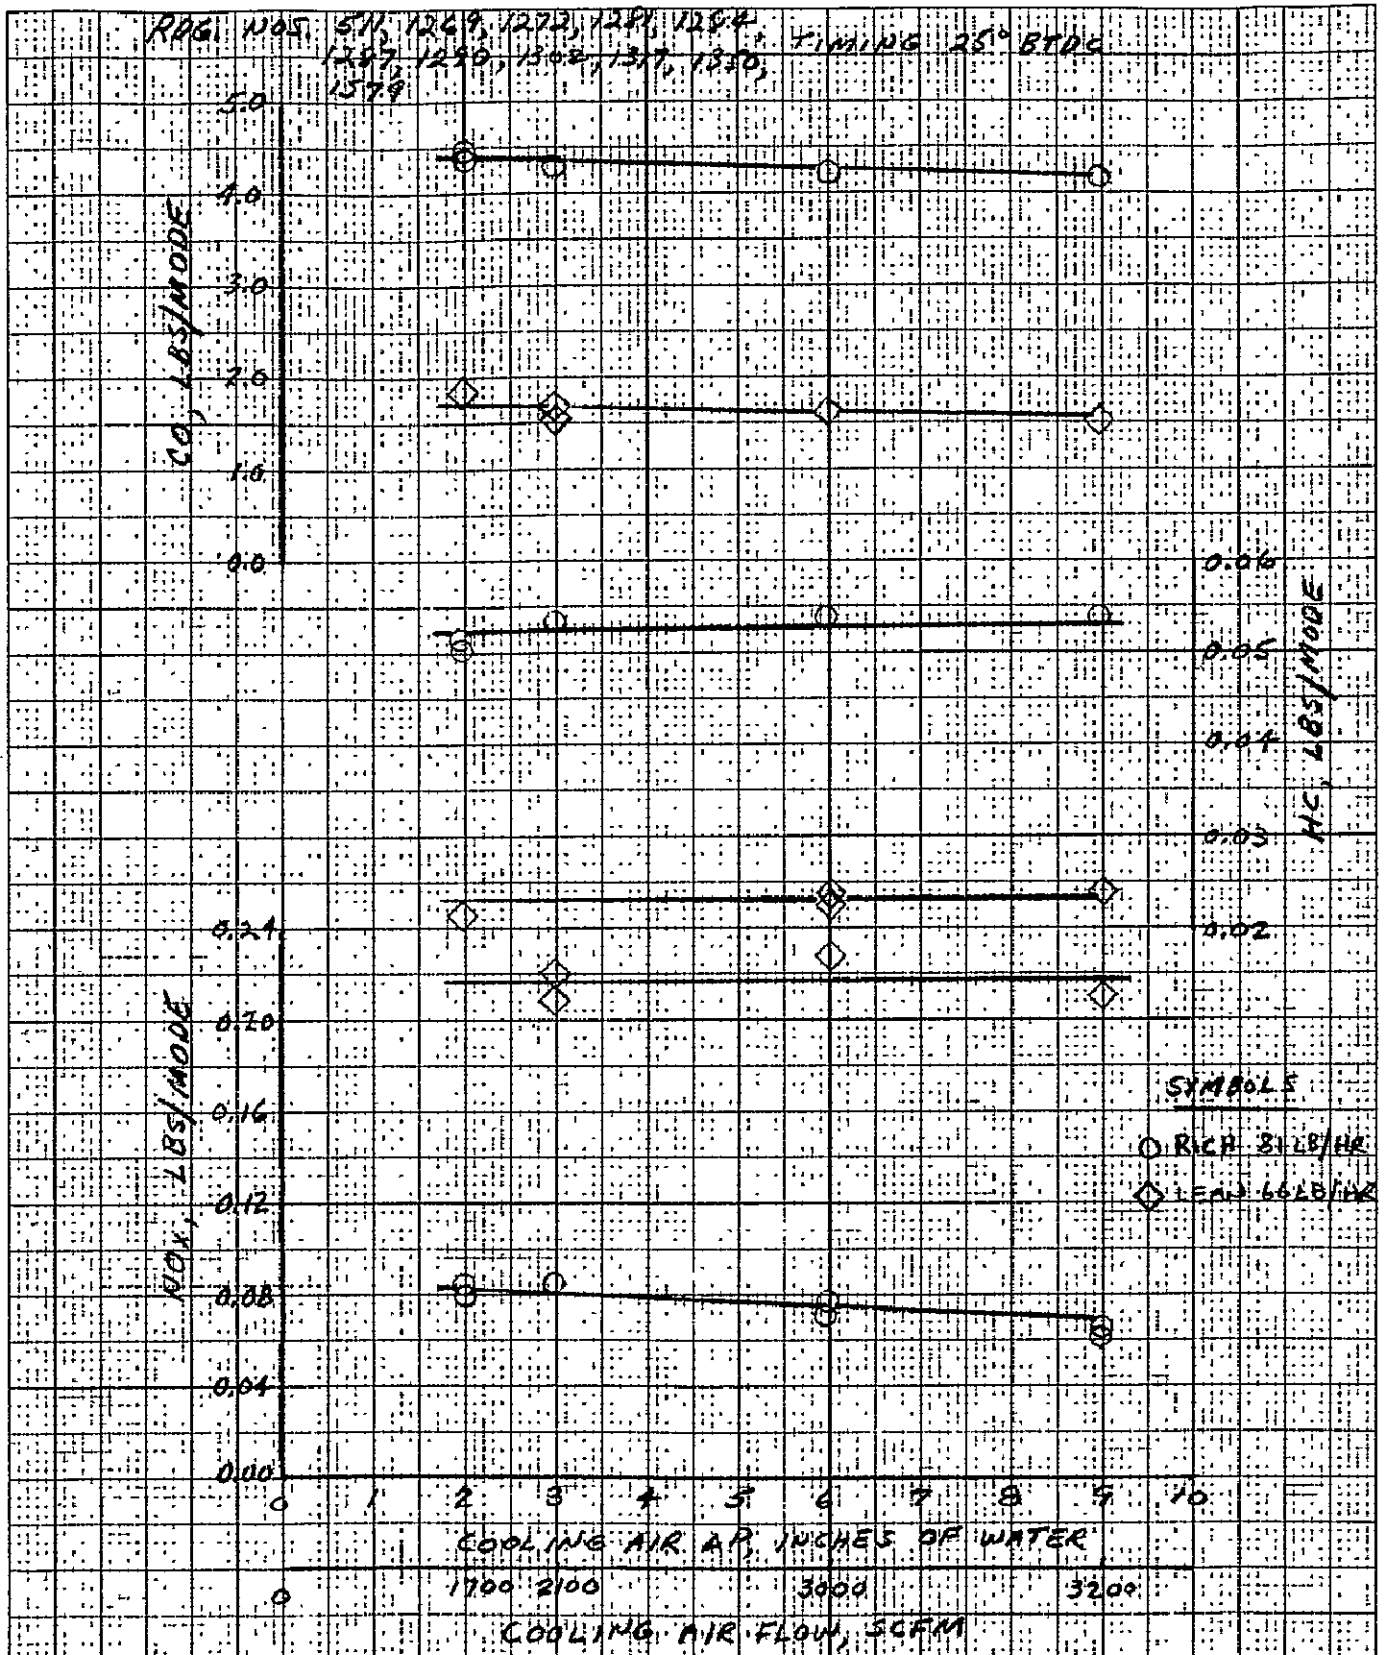 RDG. NOS. 511, 1269, 1272, 1281, 1284,
1287, 1290, 1302, 1317, 1320,
1579
TIMING 25° BTDC
5.0
4.0
3.0
2.0
1.0
0.0
CO, LBS/MODE
0.06
0.05
0.04
0.03
0.02
HC, LBS/MODE
0.24
0.20
0.16
0.12
0.08
0.04
0.00
NOX, LBS/MODE
SYMBOLS
RICH 81 LB/HR
LEAN 66 LB/HR
0 1 2 3 4 5 6 7 8 9 10
COOLING AIR ΔP, INCHES OF WATER
0 1700 2100 3000 3200
COOLING AIR FLOW, SCFM